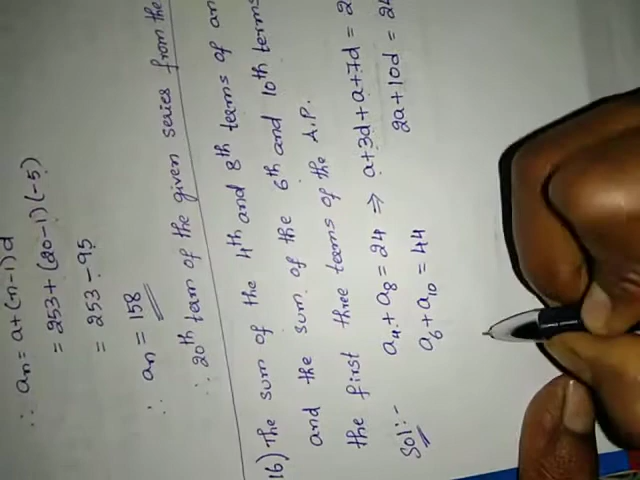 ∴ an = a+(n-1)d
= 253+(20-1)(-5)
= 253-95
∴ an = 158
∴ 20th term of the given series from the
16) The sum of the 4th and 8th terms of an
and the sum of the 6th and 10th terms
the first three terms of the A.P.
Sol:- a4+a8 = 24 ⇒ a+3d+a+7d = 2
a6+a10 = 44 2a+10d = 24